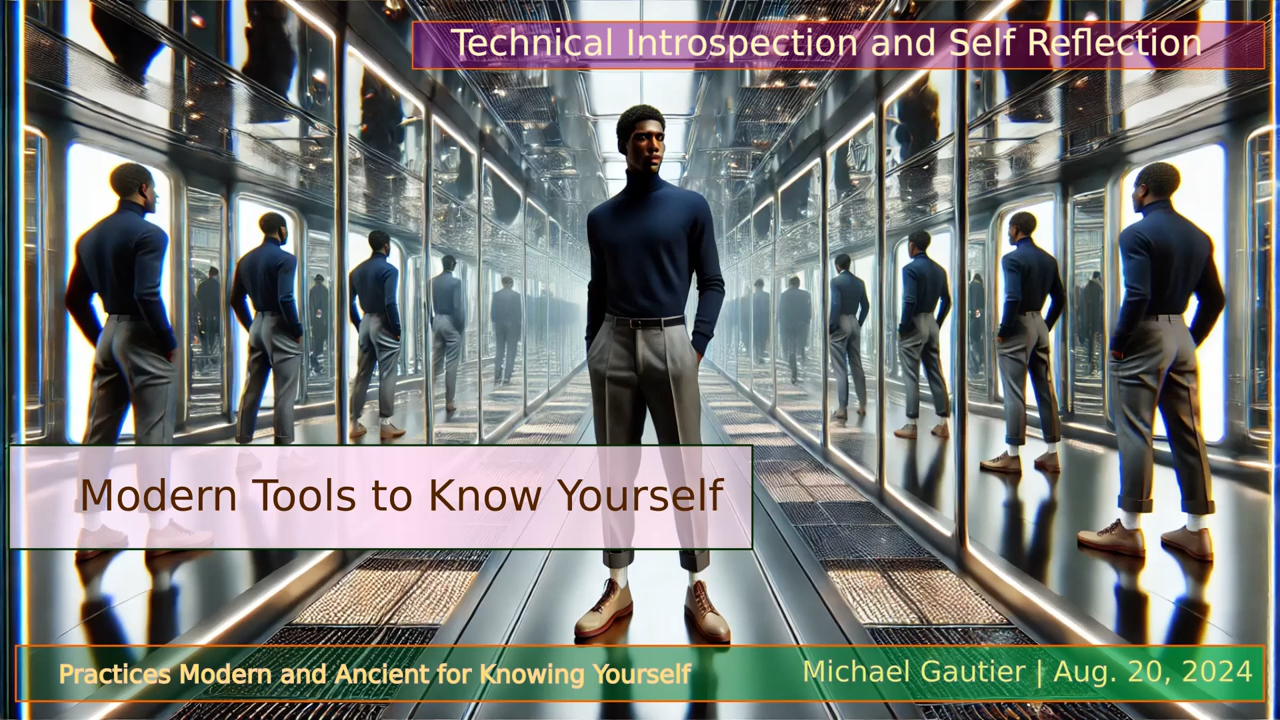 Technical Introspection and Self Reflection
Modern Tools to Know Yourself
Practices Modern and Ancient for Knowing Yourself
Michael Gautier | Aug. 20, 2024